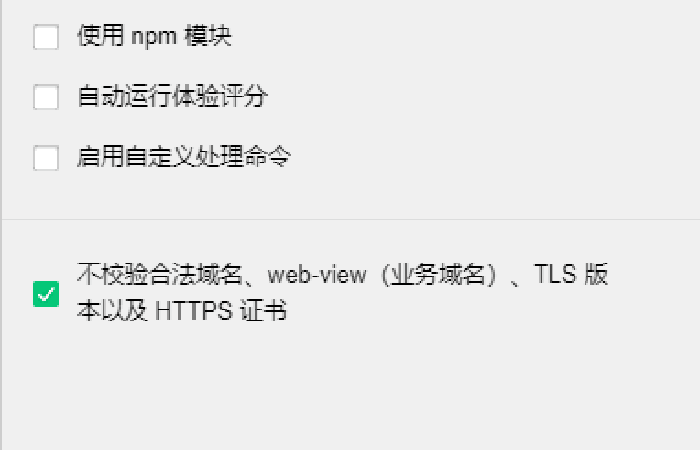 使用 npm 模块
自动运行体验评分
启用自定义处理命令
不校验合法域名、web-view（业务域名）、TLS 版
本以及 HTTPS 证书